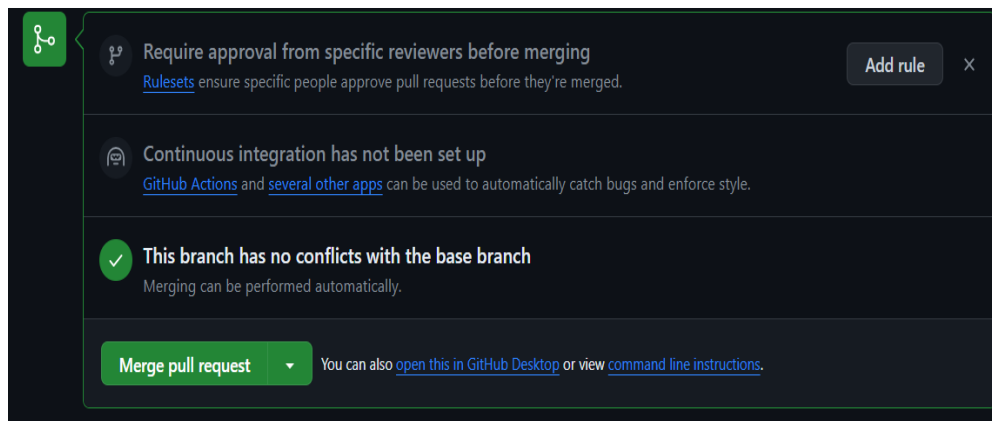 Require approval from specific reviewers before merging
Add rule
Rulesets ensure specific people approve pull requests before they're merged.
Continuous integration has not been set up
GitHub Actions and several other apps can be used to automatically catch bugs and enforce style.
This branch has no conflicts with the base branch
Merging can be performed automatically.
Merge pull request
You can also open this in GitHub Desktop or view command line instructions.